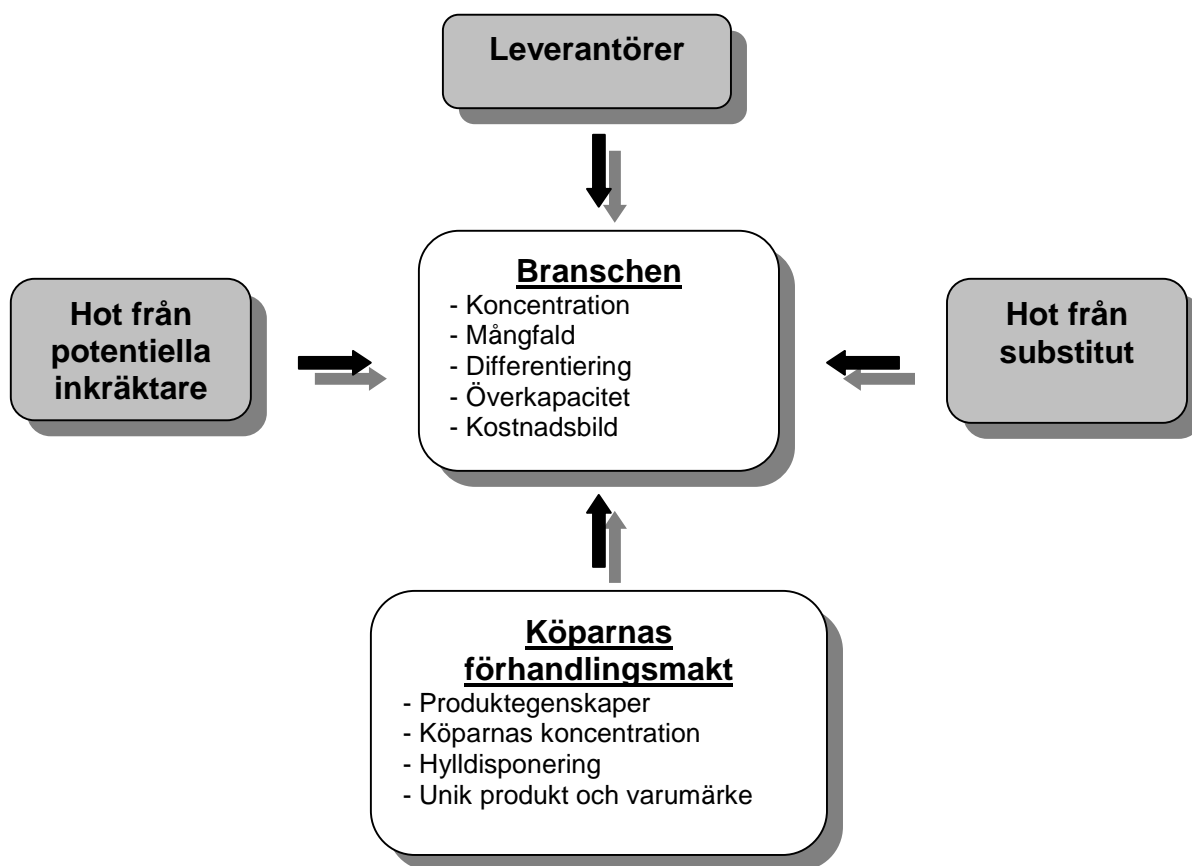 Leverantörer
Branschen
- Koncentration
- Mångfald
- Differentiering
- Överkapacitet
- Kostnadsbild
Hot från
potentiella
inkräktare
Hot från
substitut
Köparnas
förhandlingsmakt
- Produktegenskaper
- Köparnas koncentration
- Hylldisponering
- Unik produkt och varumärke